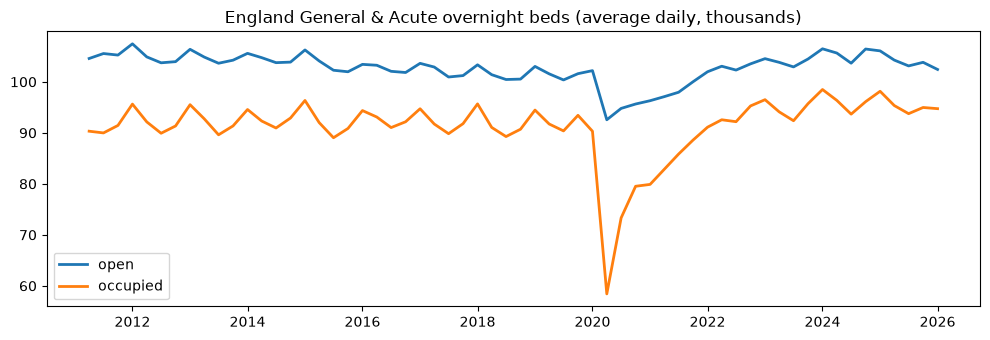 England General & Acute overnight beds (average daily, thousands)
100
90
80
70
60
open
occupied
2012 2014 2016 2018 2020 2022 2024 2026